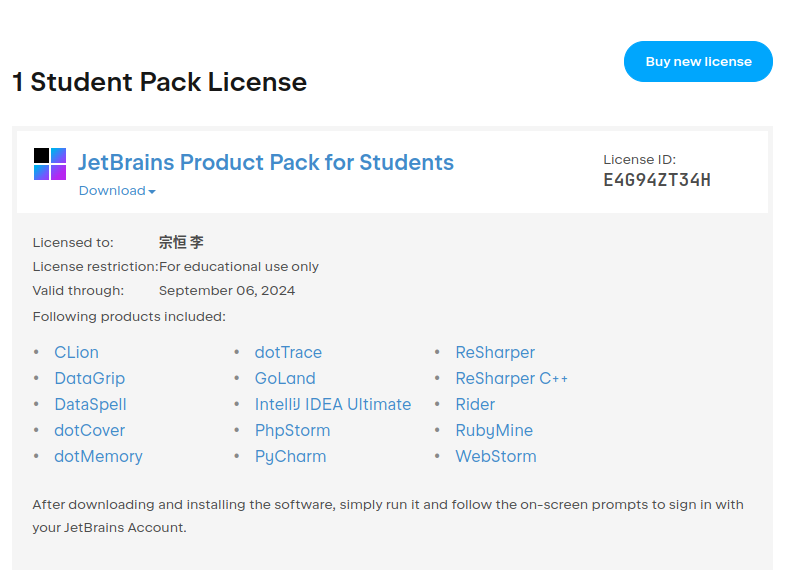 Buy new license
1 Student Pack License
JetBrains Product Pack for Students
Download
License ID:
E4G94ZT34H
Licensed to: 宗恒 李
License restriction: For educational use only
Valid through: September 06, 2024
Following products included:
• CLion
• DataGrip
• DataSpell
• dotCover
• dotMemory
• dotTrace
• GoLand
• IntelliJ IDEA Ultimate
• PhpStorm
• PyCharm
• ReSharper
• ReSharper C++
• Rider
• RubyMine
• WebStorm
After downloading and installing the software, simply run it and follow the on-screen prompts to sign in with
your JetBrains Account.